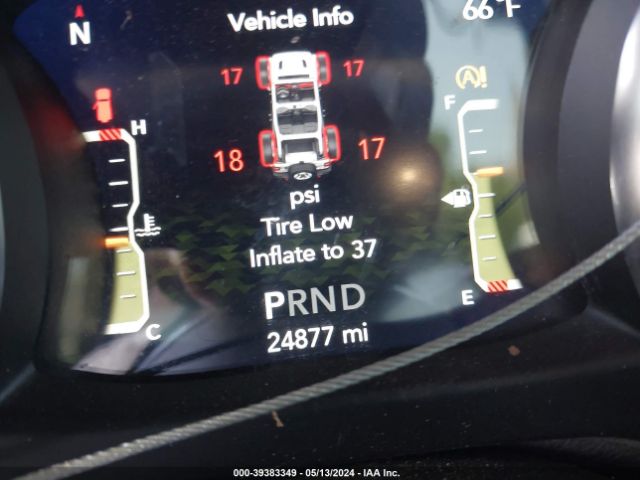 Vehicle Info
66°F
N
17 17
A!
H
F
18 17
psi
Tire Low
Inflate to 37
PRND
24877 mi
C
E
000-39383349 - 05/13/2024 - IAA Inc.